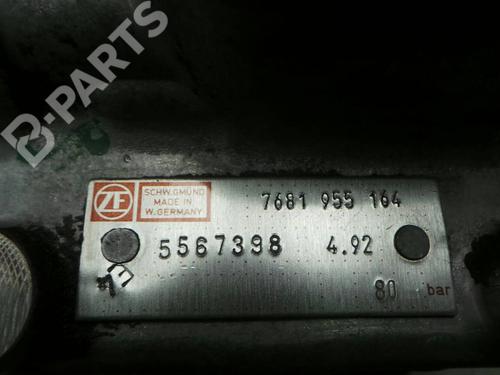 B-PARTS
ZF
SCHW.GMÜND
MADE IN
W.GERMANY
7681 955 164
5567398
4.92
80 bar